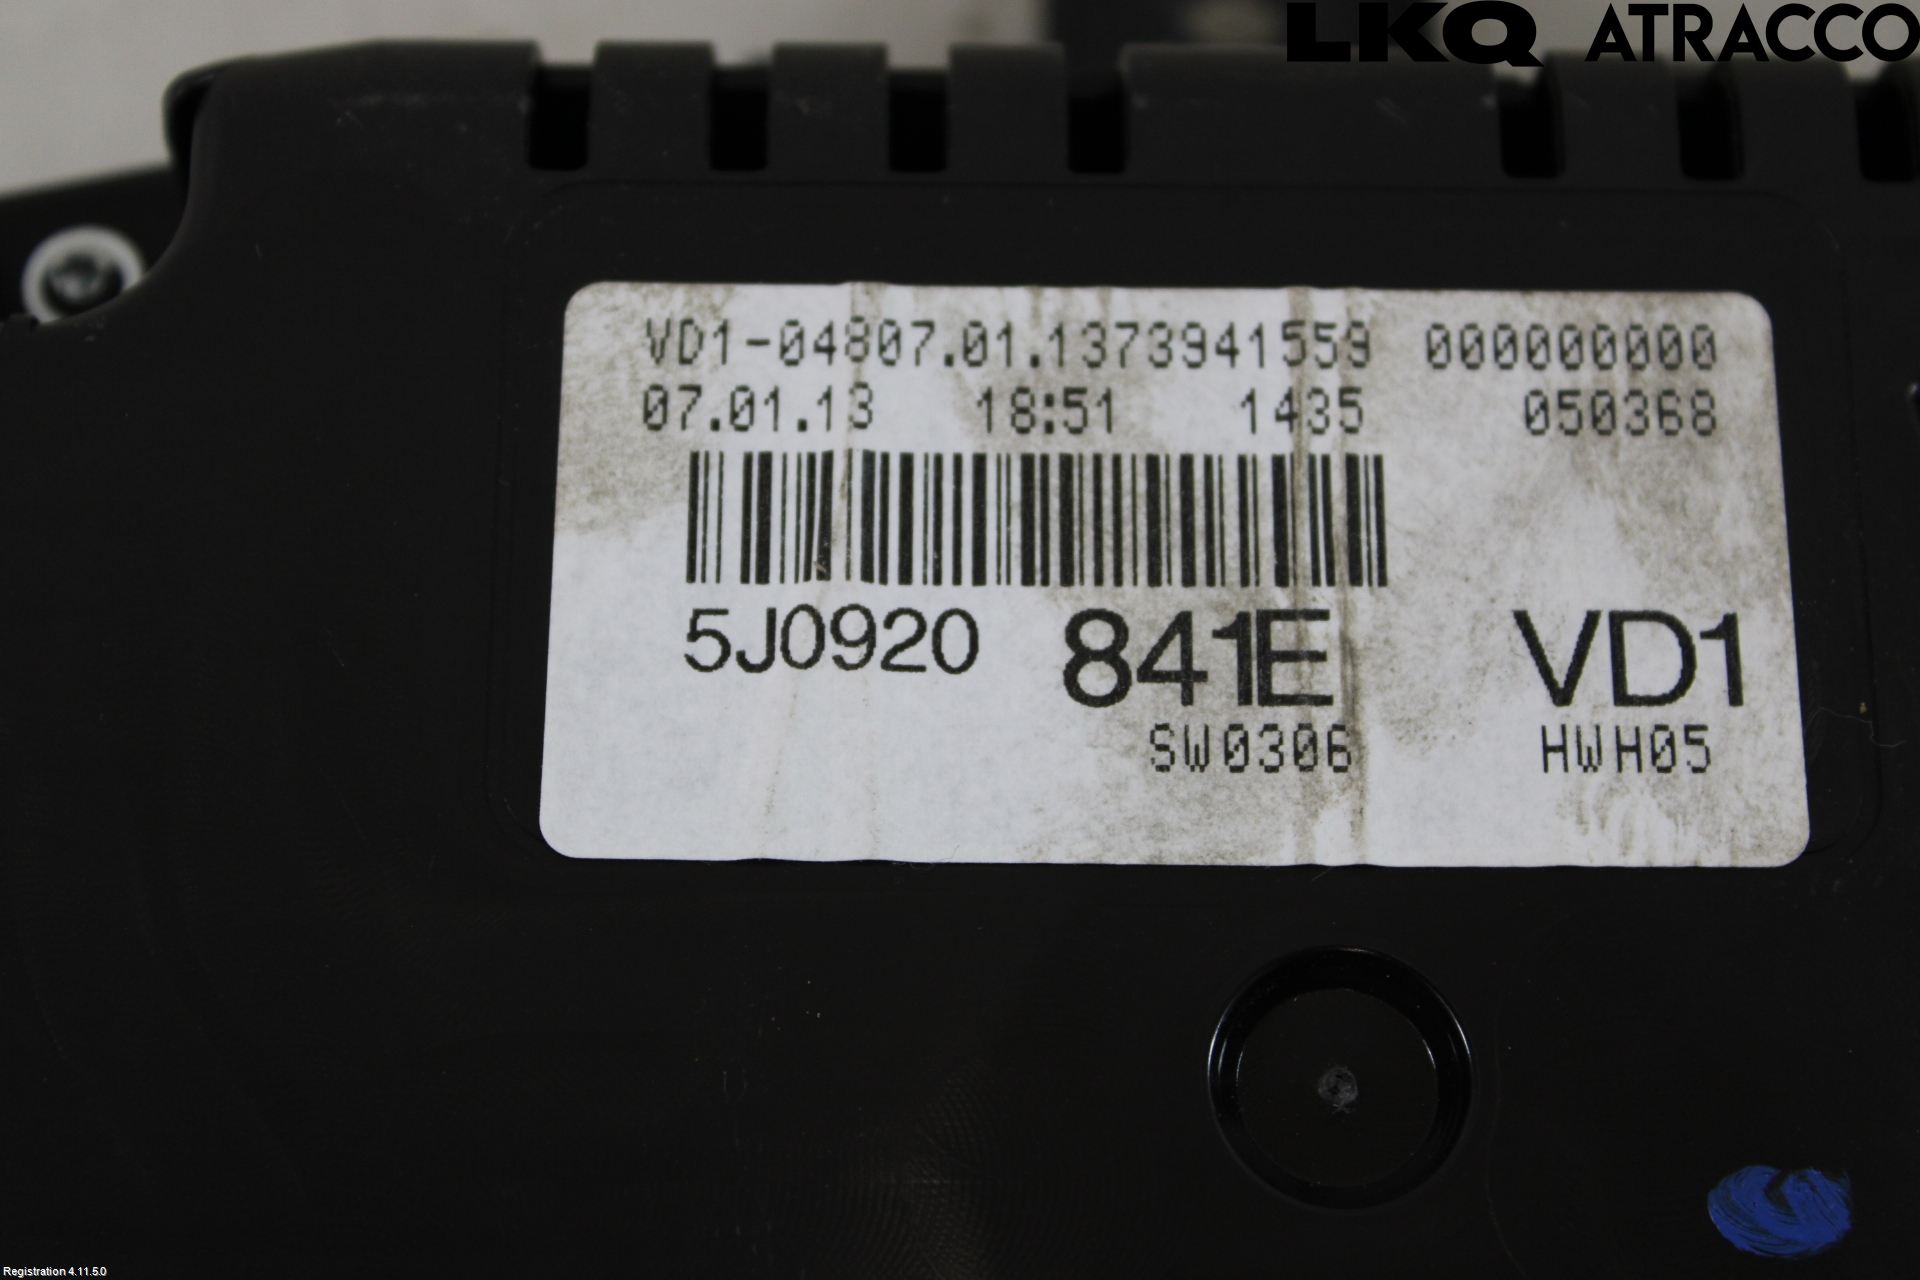 LKQ ATRACCO
VD1-04807.01.1373941559 000000000
07.01.13 18:51 1435 050368
5J0920 841E VD1
SW0306 HWH05
Registration 4.11.5.0